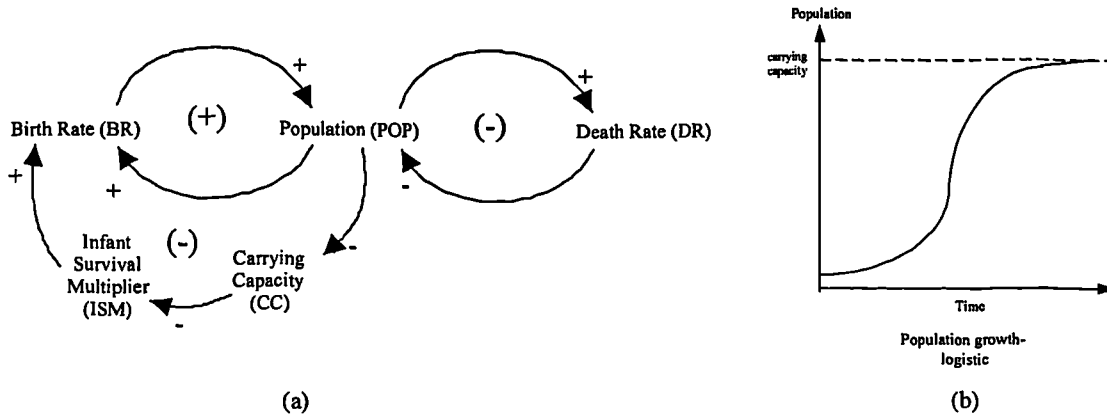 +
+
Birth Rate (BR)
(+)
Population (POP)
(-)
Death Rate (DR)
+
+
-
Infant
Survival
Multiplier
(ISM)
(-)
Carrying
Capacity
(CC)
-
-
(a)
Population
carrying
capacity
Time
Population growth-
logistic
(b)